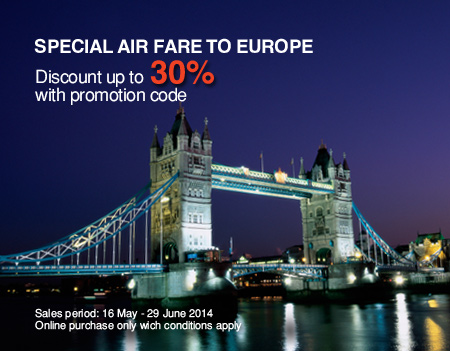 SPECIAL AIR FARE TO EUROPE
Discount up to 30%
with promotion code
Sales period: 16 May - 29 June 2014
Online purchase only wich conditions apply